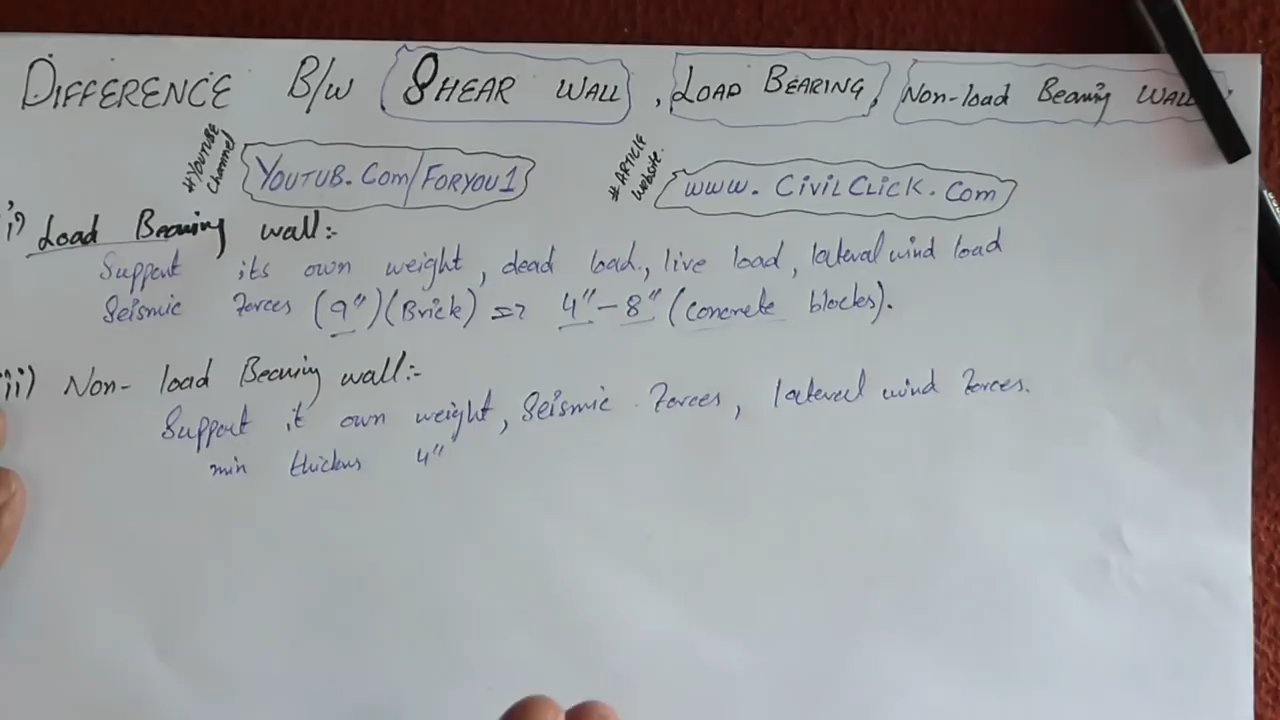 DIFFERENCE B/W SHEAR WALL, LOAD BEARING, Non-load Bearing WALL
#YOUTUBE Channel
YOUTUB.Com/FORYOU1
#ARTICLE Website.
www.CIVILCLICK.Com
i) Load Bearing wall:-
Support its own weight, dead load, live load, lateral wind load
Seismic Forces (9")(Brick) => 4"-8" (concrete blocks).
ii) Non-load Bearing wall:-
Support it own weight, Seismic Forces, lateral wind Forces.
min thicknes 4"